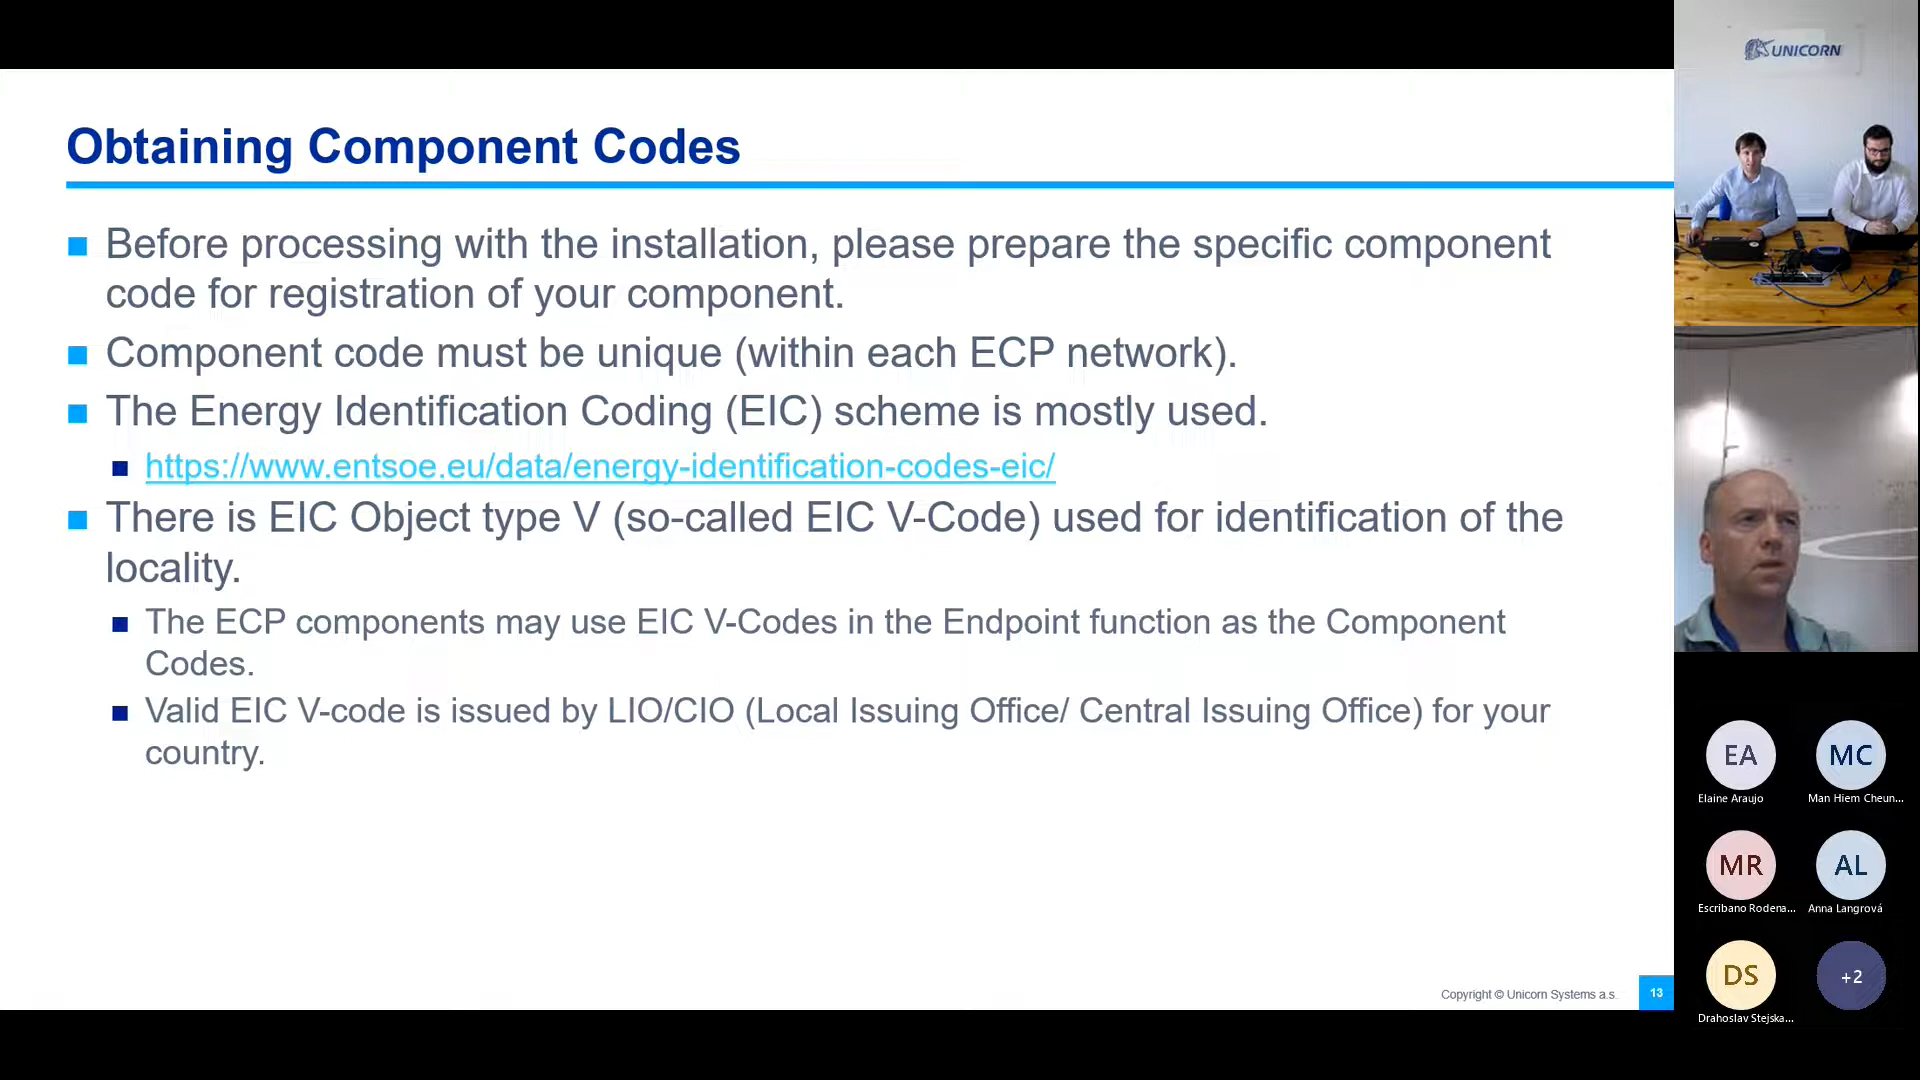 Obtaining Component Codes
Before processing with the installation, please prepare the specific component
code for registration of your component.
Component code must be unique (within each ECP network).
The Energy Identification Coding (EIC) scheme is mostly used.
https://www.entsoe.eu/data/energy-identification-codes-eic/
There is EIC Object type V (so-called EIC V-Code) used for identification of the
locality.
The ECP components may use EIC V-Codes in the Endpoint function as the Component
Codes.
Valid EIC V-code is issued by LIO/CIO (Local Issuing Office/ Central Issuing Office) for your
country.
Copyright © Unicorn Systems a.s.
13
UNICORN
EA
Elaine Araujo
MC
Man Hiem Cheun...
MR
Escribano Rodena...
AL
Anna Langrová
DS
Drahoslav Stejska...
+2